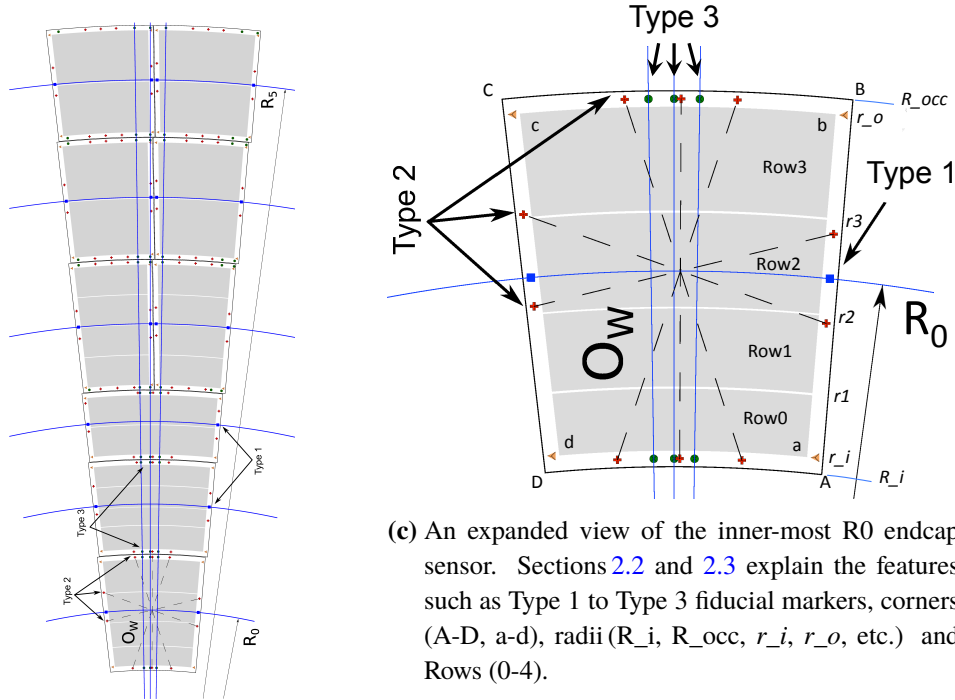 R5
Type 1
Type 3
Type 2
OW
R0
Type 3
C
B
R_occ
r_o
c
b
Row3
Type 1
Type 2
r3
Row2
r2
R0
OW
Row1
r1
Row0
d
a
r_i
D
A
R_i
(c) An expanded view of the inner-most R0 endcap
sensor. Sections 2.2 and 2.3 explain the features
such as Type 1 to Type 3 fiducial markers, corners
(A-D, a-d), radii (R_i, R_occ, r_i, r_o, etc.) and
Rows (0-4).